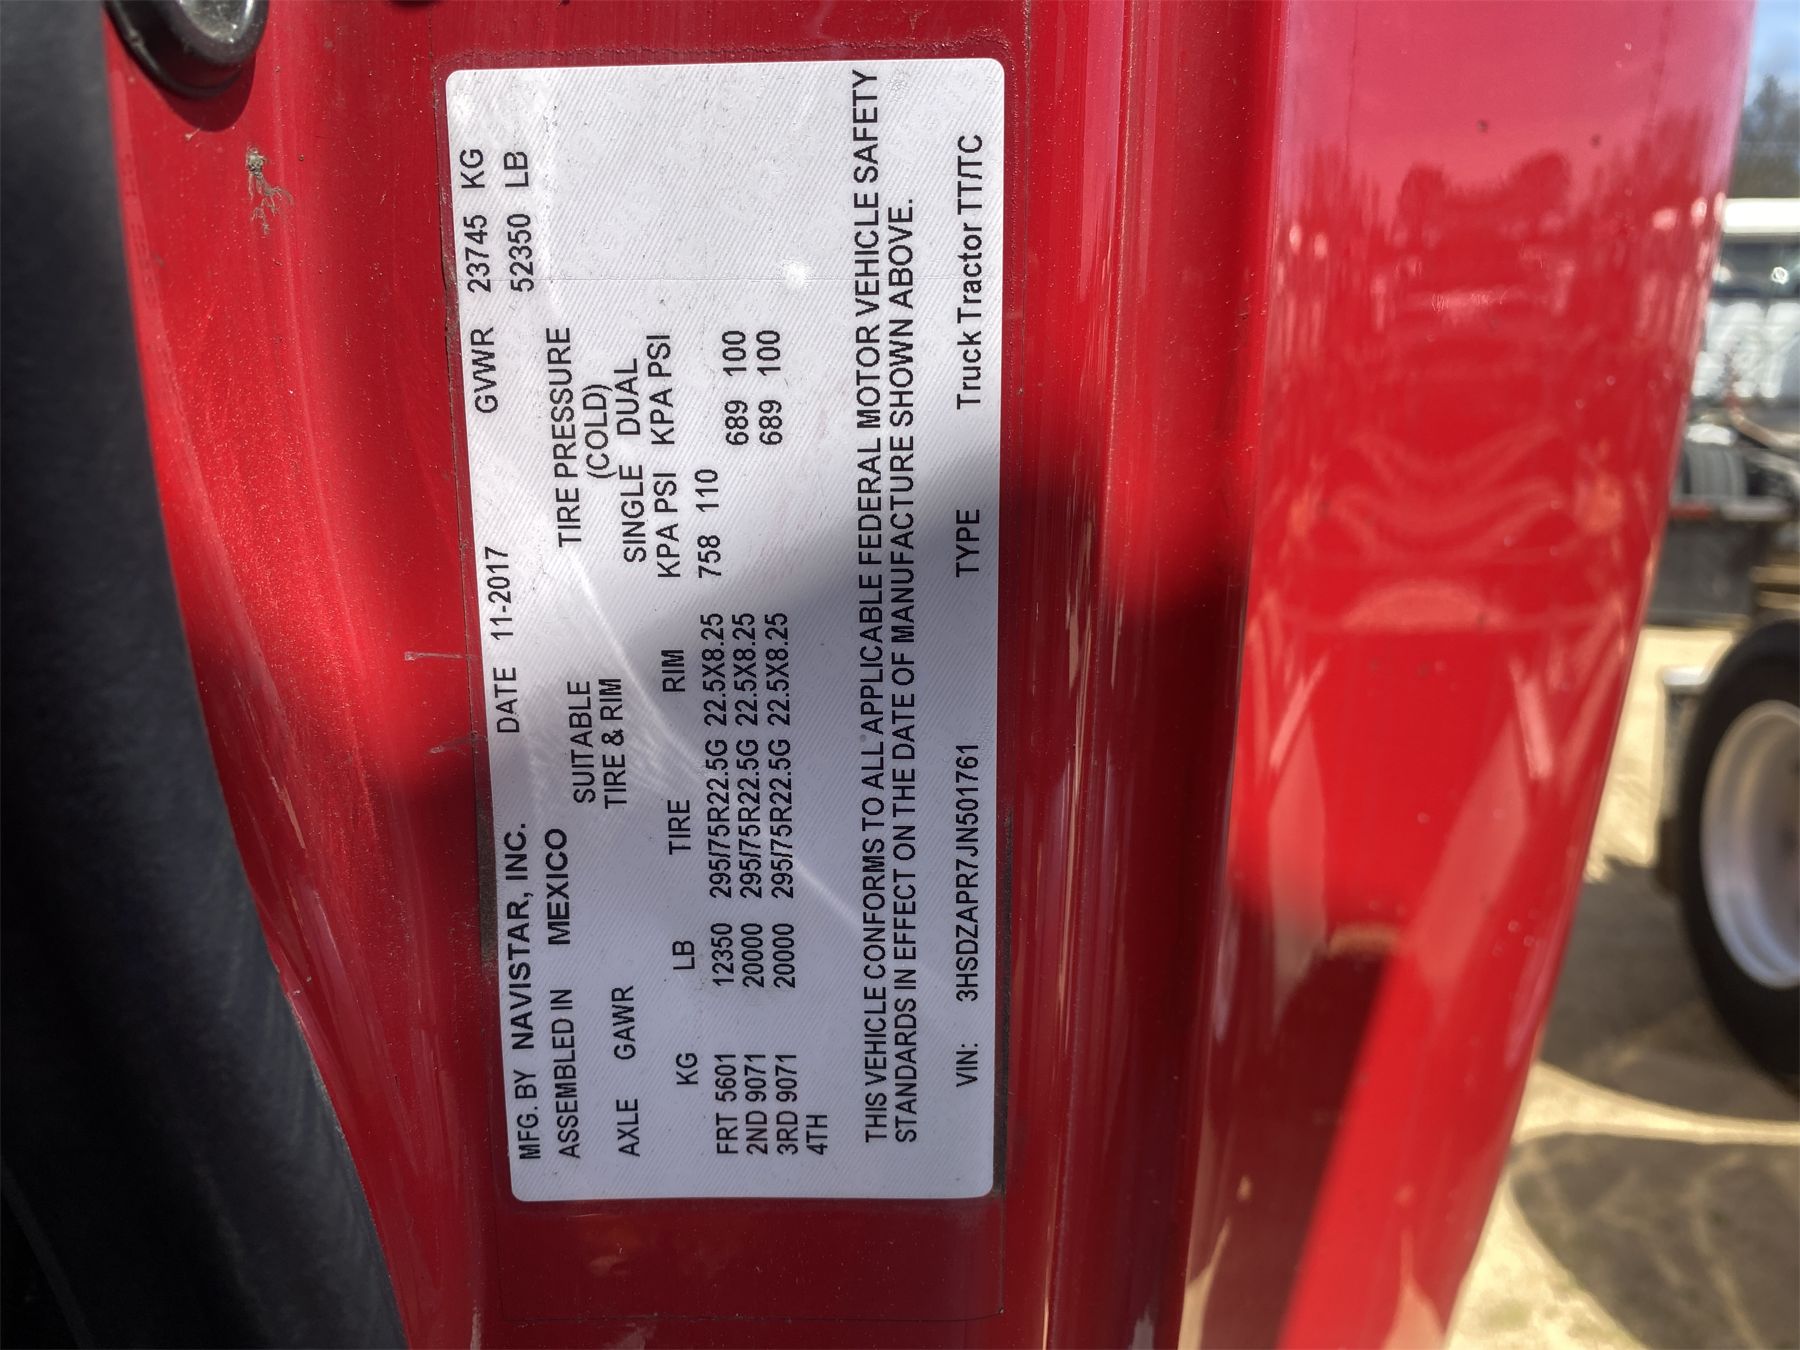 MFG. BY NAVISTAR, INC. DATE 11-2017 GVWR 23745 KG
ASSEMBLED IN MEXICO 52350 LB
SUITABLE TIRE PRESSURE
AXLE GAWR TIRE & RIM (COLD)
SINGLE DUAL
KG LB TIRE RIM KPA PSI KPA PSI
FRT 5601 12350 295/75R22.5G 22.5X8.25 758 110
2ND 9071 20000 295/75R22.5G 22.5X8.25 689 100
3RD 9071 20000 295/75R22.5G 22.5X8.25 689 100
4TH
THIS VEHICLE CONFORMS TO ALL APPLICABLE FEDERAL MOTOR VEHICLE SAFETY
STANDARDS IN EFFECT ON THE DATE OF MANUFACTURE SHOWN ABOVE.
VIN: 3HSDZAPR7JN501761 TYPE Truck Tractor TT/TC